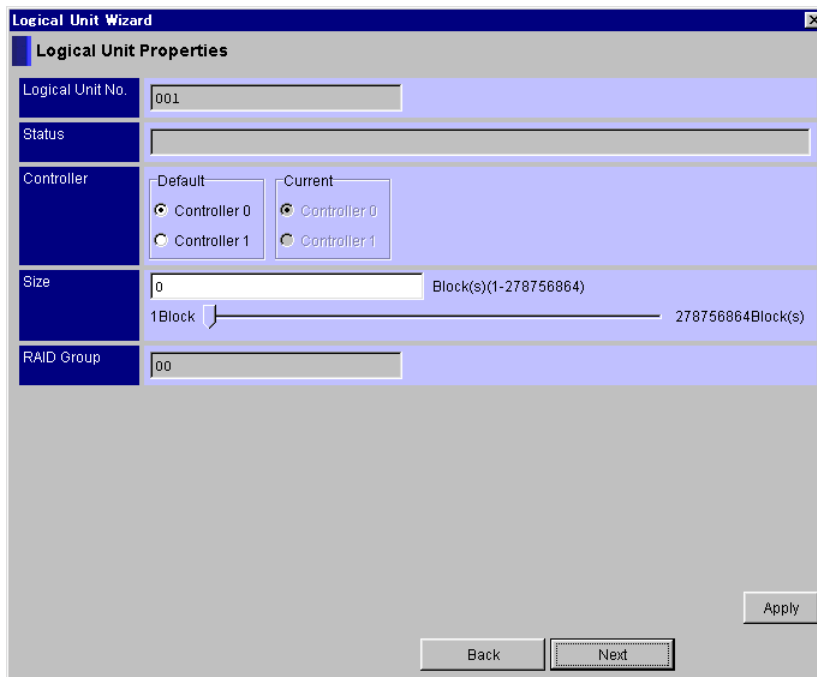 Logical Unit Wizard
Logical Unit Properties
Logical Unit No.
001
Status
Controller
Default
Current
Controller 0
Controller 0
Controller 1
Controller 1
Size
0
Block(s)(1-278756864)
1Block
278756864Block(s)
RAID Group
00
Apply
Back
Next